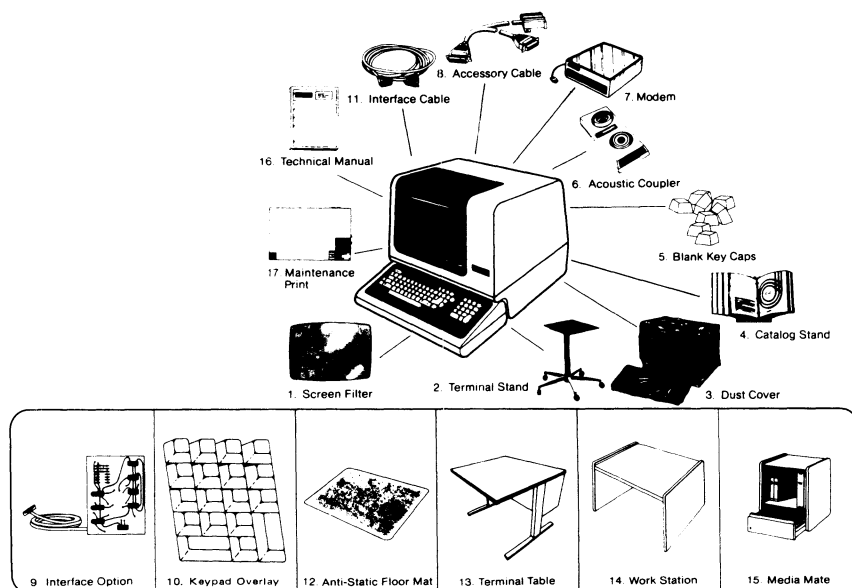 8. Accessory Cable
11. Interface Cable
7. Modem
16. Technical Manual
6. Acoustic Coupler
5. Blank Key Caps
17. Maintenance
Print
4. Catalog Stand
1. Screen Filter
2. Terminal Stand
3. Dust Cover
9 Interface Option
10. Keypad Overlay
12. Anti-Static Floor Mat
13. Terminal Table
14. Work Station
15. Media Mate